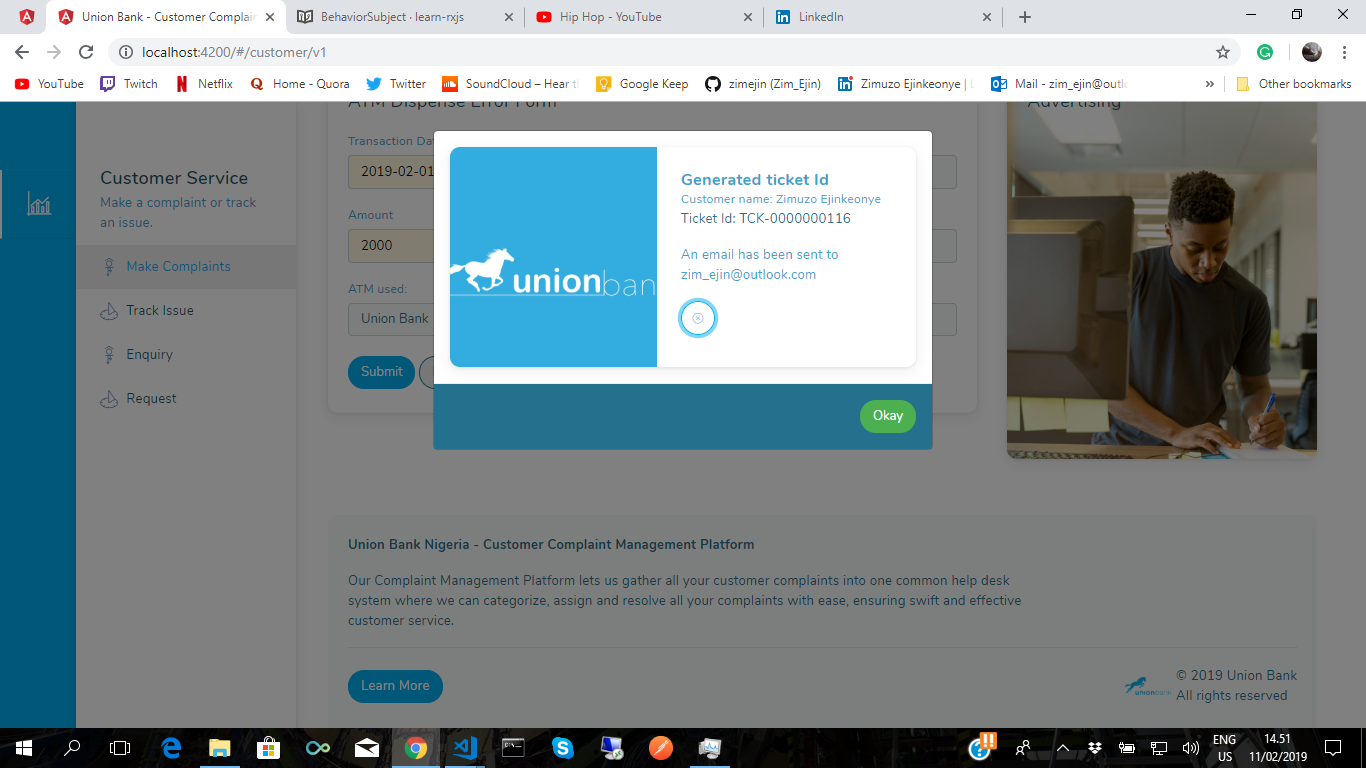 Union Bank - Customer Complain
BehaviorSubject · learn-rxjs
Hip Hop - YouTube
LinkedIn
localhost:4200/#/customer/v1
YouTube
Twitch
Netflix
Home - Quora
Twitter
SoundCloud – Hear t
Google Keep
zimejin (Zim_Ejin)
Zimuzo Ejinkeonye |
Mail - zim_ejin@outl
»
Other bookmarks
ATM Dispense Error Form
Advertising
Customer Service
Make a complaint or track
an issue.
Make Complaints
Track Issue
Enquiry
Request
Transaction Da
2019-02-01
Amount
2000
ATM used:
Union Bank
Submit
unionban
Generated ticket Id
Customer name: Zimuzo Ejinkeonye
Ticket Id: TCK-0000000116
An email has been sent to
zim_ejin@outlook.com
Okay
Union Bank Nigeria - Customer Complaint Management Platform
Our Complaint Management Platform lets us gather all your customer complaints into one common help desk
system where we can categorize, assign and resolve all your complaints with ease, ensuring swift and effective
customer service.
Learn More
unionbank
© 2019 Union Bank
All rights reserved
ENG
US
14.51
11/02/2019